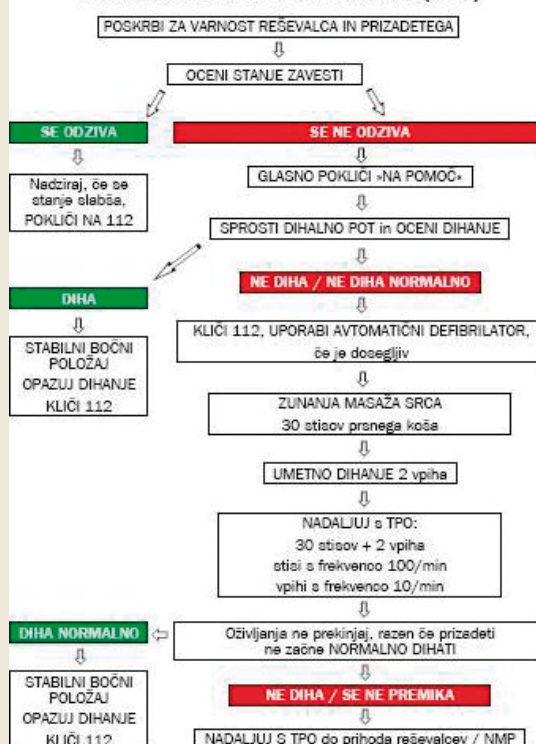 POSKRBI ZA VARNOST REŠEVALCA IN PRIZADETEGA
OCENI STANJE ZAVESTI
SE ODZIVA
Nadziraj, če se
stanje slabša,
POKLIČI NA 112
SE NE ODZIVA
GLASNO POKLIČI »NA POMOČ«
SPROSTI DIHALNO POT in OCENI DIHANJE
DIHA
STABILNI BOČNI
POLOŽAJ
OPAZUJ DIHANJE
KLIČI 112
NE DIHA / NE DIHA NORMALNO
KLIČI 112, UPORABI AVTOMATIČNI DEFIBRILATOR,
če je dosegljiv
ZUNANJA MASAŽA SRCA
30 stisov prsnega koša
UMETNO DIHANJE 2 vpiha
NADALJUJ s TPO:
30 stisov + 2 vpiha
stisi s frekvenco 100/min
vpihi s frekvenco 10/min
Oživljanja ne prekinjaj, razen če prizadeti
ne začne NORMALNO DIHATI
DIHA NORMALNO
STABILNI BOČNI
POLOŽAJ
OPAZUJ DIHANJE
KLIČI 112
NE DIHA / SE NE PREMIKA
NADALJUJ S TPO do prihoda reševalcev / NMP